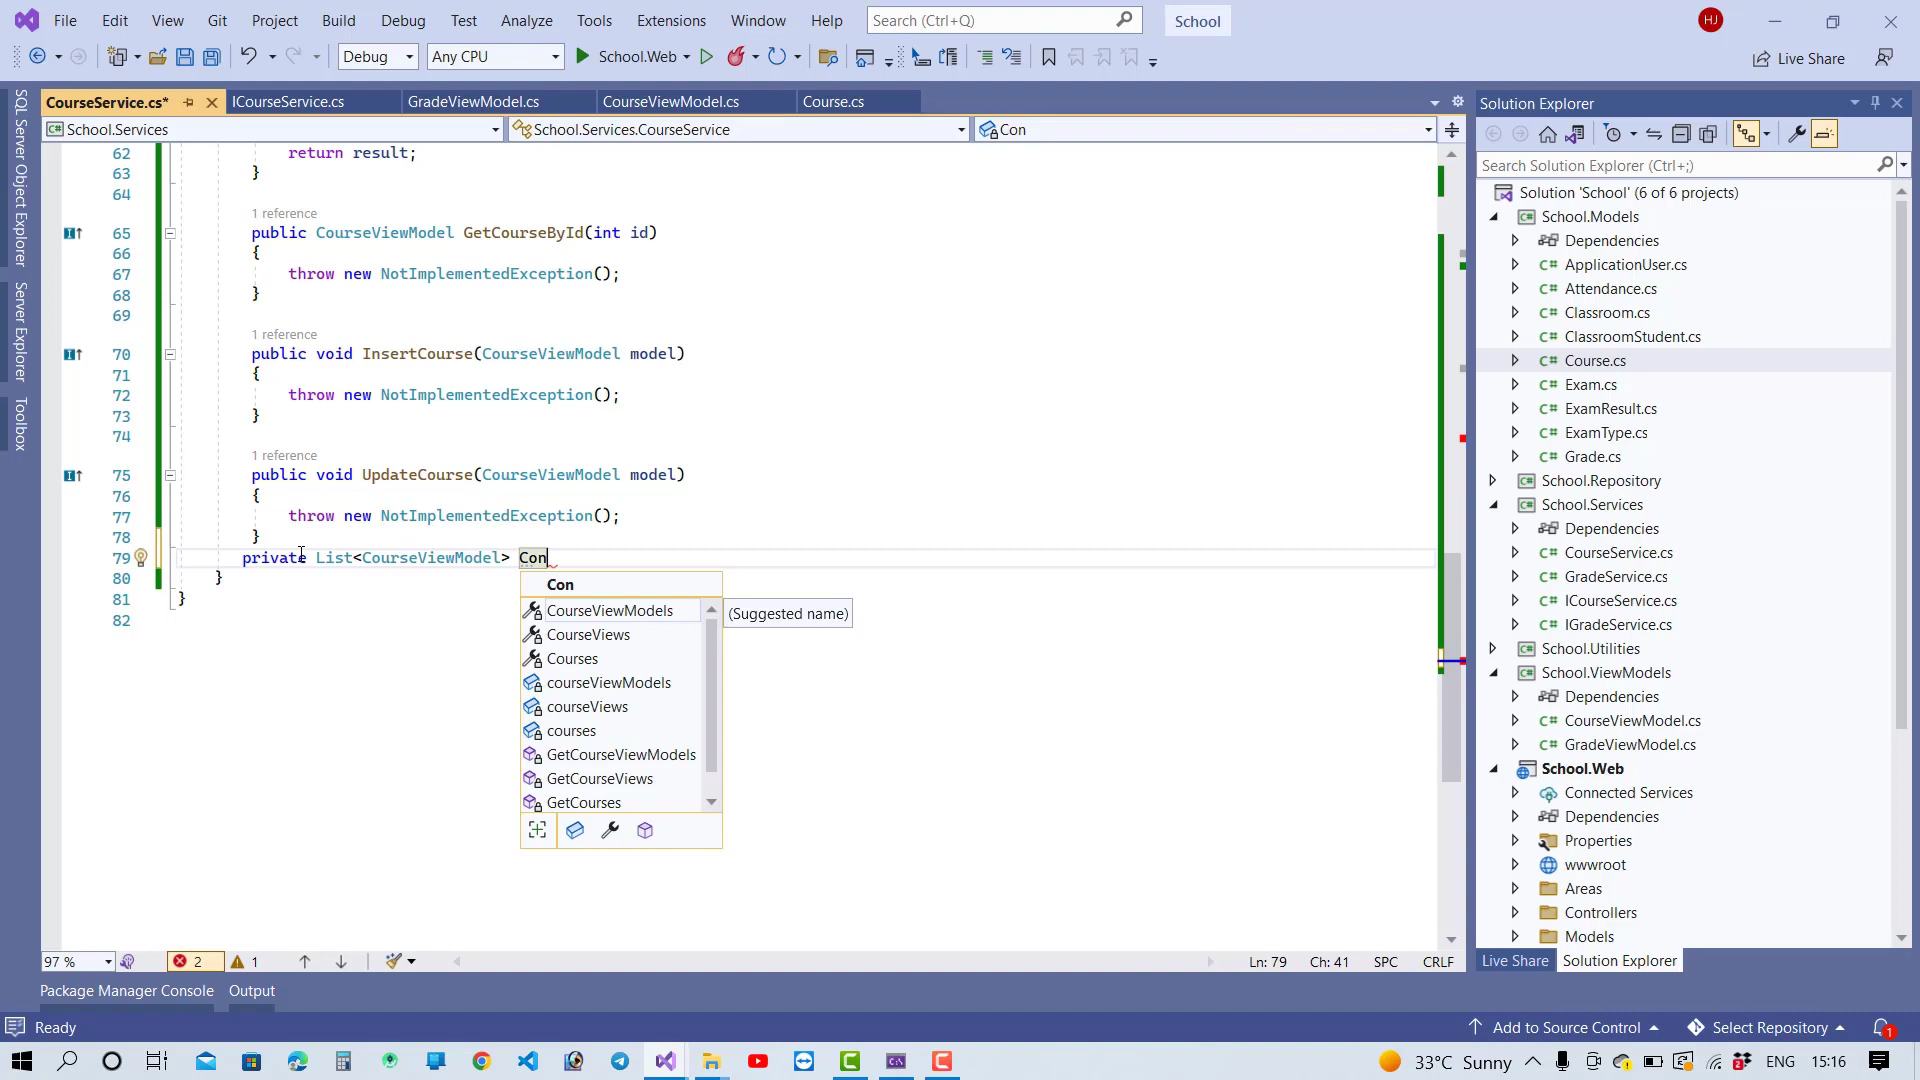 File Edit View Git Project Build Debug Test Analyze Tools Extensions Window Help Search (Ctrl+Q) School HJ
Debug Any CPU School.Web Live Share
SQL Server Object Explorer
Server Explorer
Toolbox
CourseService.cs* ICourseService.cs GradeViewModel.cs CourseViewModel.cs Course.cs
School.Services School.Services.CourseService Con
62 return result;
63 }
64
1 reference
65 public CourseViewModel GetCourseById(int id)
66 {
67 throw new NotImplementedException();
68 }
69
1 reference
70 public void InsertCourse(CourseViewModel model)
71 {
72 throw new NotImplementedException();
73 }
74
1 reference
75 public void UpdateCourse(CourseViewModel model)
76 {
77 throw new NotImplementedException();
78 }
79 private List<CourseViewModel> Con
80 }
81 }
82
Con
CourseViewModels (Suggested name)
CourseViews
Courses
courseViewModels
courseViews
courses
GetCourseViewModels
GetCourseViews
GetCourses
97 % 2 1 Ln: 79 Ch: 41 SPC CRLF
Package Manager Console Output
Solution Explorer
Search Solution Explorer (Ctrl+;)
Solution 'School' (6 of 6 projects)
C# School.Models
Dependencies
C# ApplicationUser.cs
C# Attendance.cs
C# Classroom.cs
C# ClassroomStudent.cs
C# Course.cs
C# Exam.cs
C# ExamResult.cs
C# ExamType.cs
C# Grade.cs
C# School.Repository
C# School.Services
Dependencies
C# CourseService.cs
C# GradeService.cs
C# ICourseService.cs
C# IGradeService.cs
C# School.Utilities
C# School.ViewModels
Dependencies
C# CourseViewModel.cs
C# GradeViewModel.cs
School.Web
Connected Services
Dependencies
Properties
wwwroot
Areas
Controllers
Models
Live Share Solution Explorer
Ready Add to Source Control Select Repository 1
33°C Sunny ENG 15:16